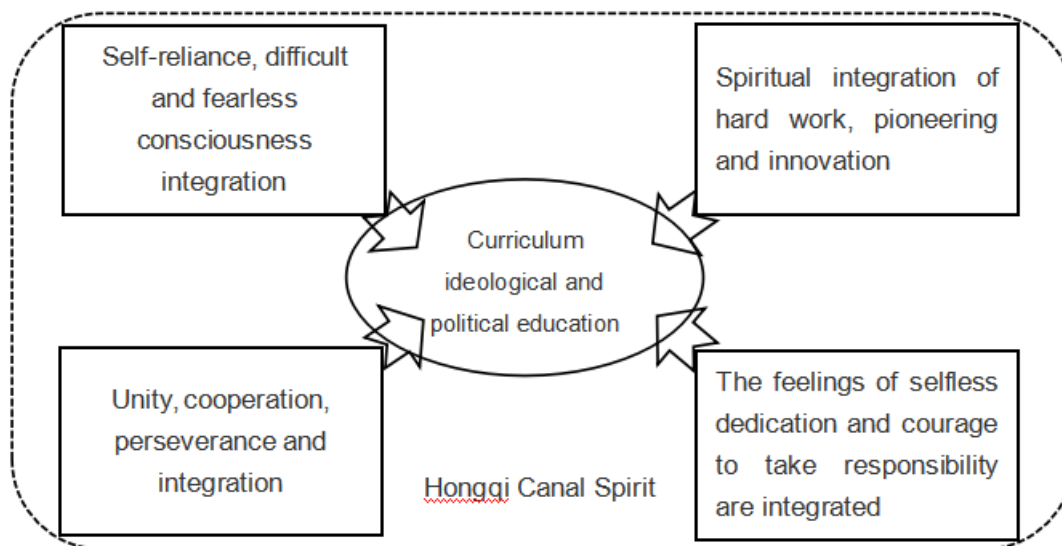 Self-reliance, difficult
and fearless
consciousness
integration
Spiritual integration of
hard work, pioneering
and innovation
Curriculum
ideological and
political education
Unity, cooperation,
perseverance and
integration
The feelings of selfless
dedication and courage
to take responsibility
are integrated
Hongqi Canal Spirit